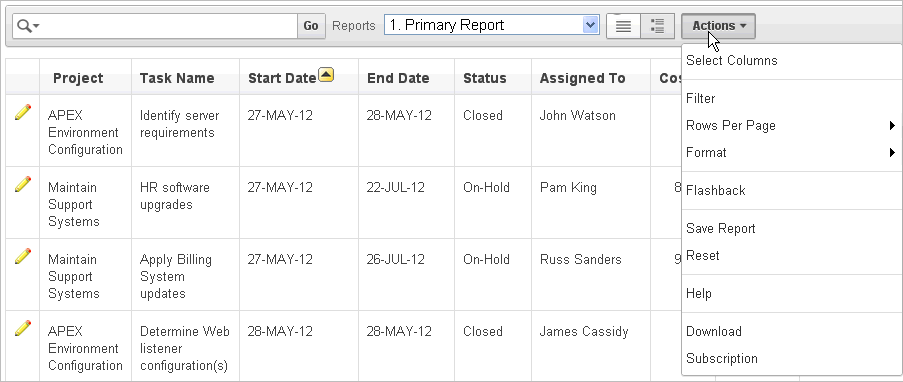 Go Reports 1. Primary Report Actions
Project Task Name Start Date End Date Status Assigned To
APEX Identify server 27-MAY-12 28-MAY-12 Closed John Watson
Environment requirements
Configuration
Maintain HR software 27-MAY-12 22-JUL-12 On-Hold Pam King 8
Support upgrades
Systems
Maintain Apply Billing 27-MAY-12 26-JUL-12 On-Hold Russ Sanders 9
Support System
Systems updates
APEX Determine Web 28-MAY-12 28-MAY-12 Closed James Cassidy
Environment listener
Configuration configuration(s)
Select Columns
Filter
Rows Per Page
Format
Flashback
Save Report
Reset
Help
Download
Subscription